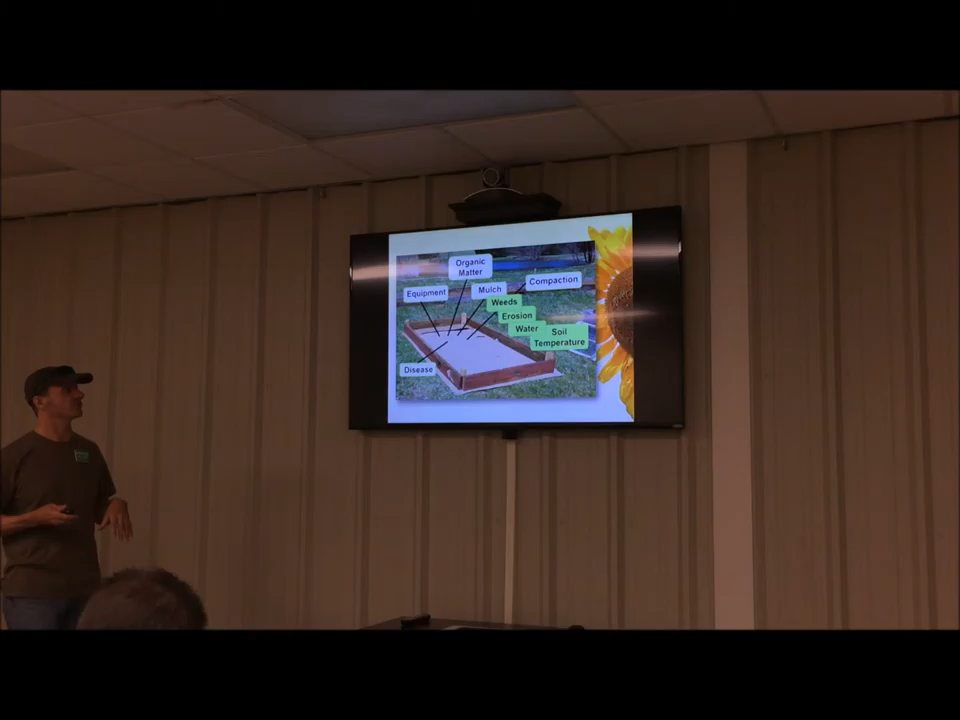 Organic
Matter
Compaction
Equipment
Mulch
Weeds
Erosion
Water
Soil
Temperature
Disease